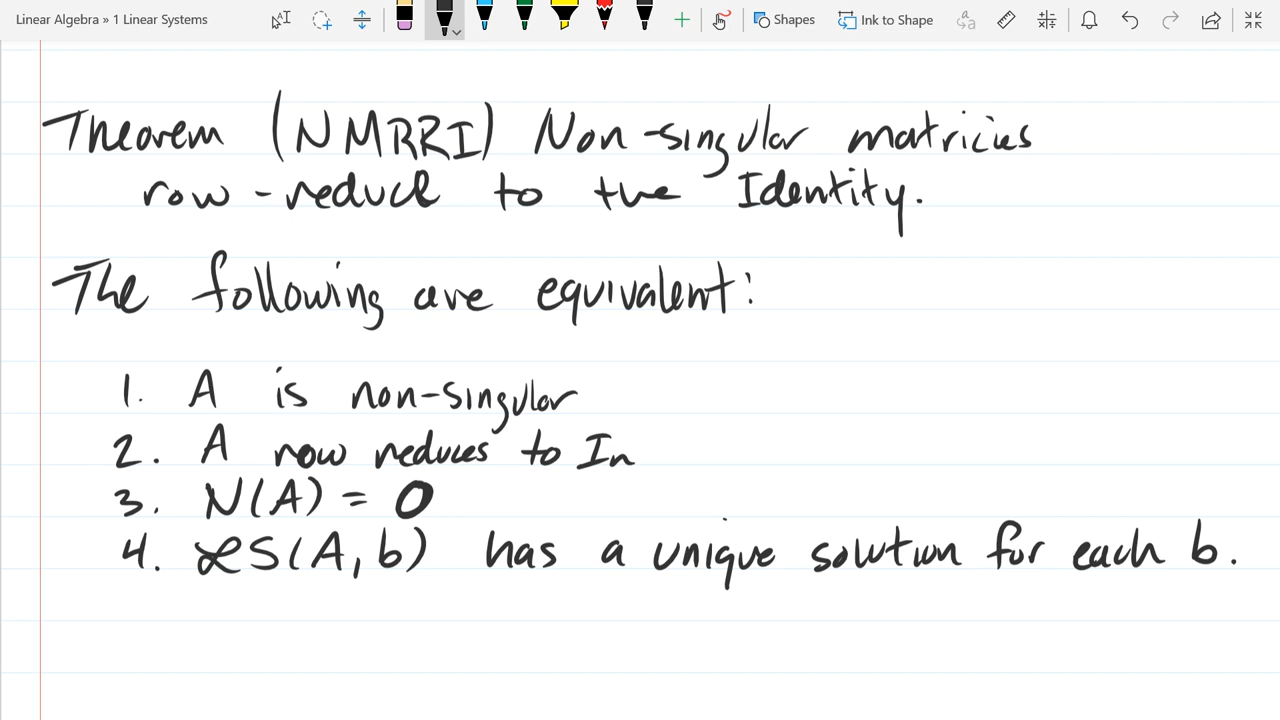 Linear Algebra » 1 Linear Systems
Shapes
Ink to Shape
Theorem (NMRRI) Non-singular matricies
row-reduce to the Identity.
The following are equivalent:
1. A is non-singular
2. A row reduces to In
3. N(A) = 0
4. LS(A, b) has a unique solution for each b.